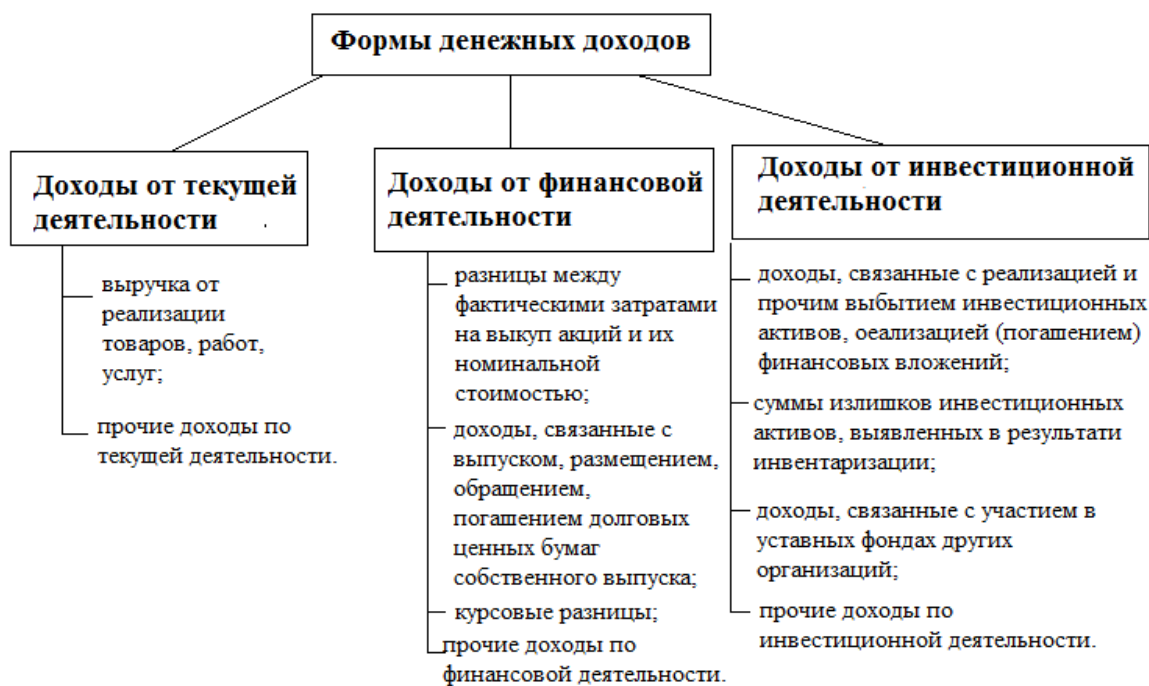 Формы денежных доходов
Доходы от текущей
деятельности
выручка от
реализации
товаров, работ,
услуг;
прочие доходы по
текущей деятельности.
Доходы от финансовой
деятельности
разницы между
фактическими затратами
на выкуп акций и их
номинальной
стоимостью;
доходы, связанные с
выпуском, размещением,
обращением,
погашением долговых
ценных бумаг
собственного выпуска;
курсовые разницы;
прочие доходы по
финансовой деятельности.
Доходы от инвестиционной
деятельности
доходы, связанные с реализацией и
прочим выбытием инвестиционных
активов, оеализацией (погашением)
финансовых вложений;
суммы излишков инвестиционных
активов, выявленных в результати
инвентаризации;
доходы, связанные с участием в
уставных фондах других
организаций;
прочие доходы по
инвестиционной деятельности.